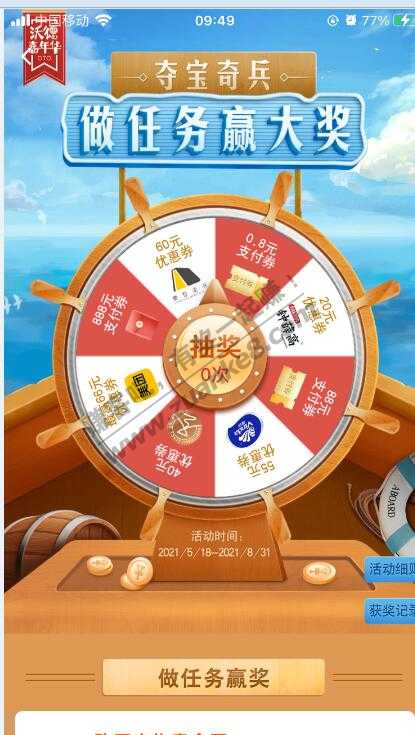 中国移动
09:49
77%
沃德
嘉年华
OTO
夺宝奇兵
做任务赢大奖
60元
优惠券
0.8元
支付券
20元
优惠券
88元
支付券
55元
优惠券
40元
优惠券
美团
888元
支付券
抽奖
0次
ABOARD
活动时间：
2021/5/18—2021/8/31
活动细则
获奖记录
做任务赢奖